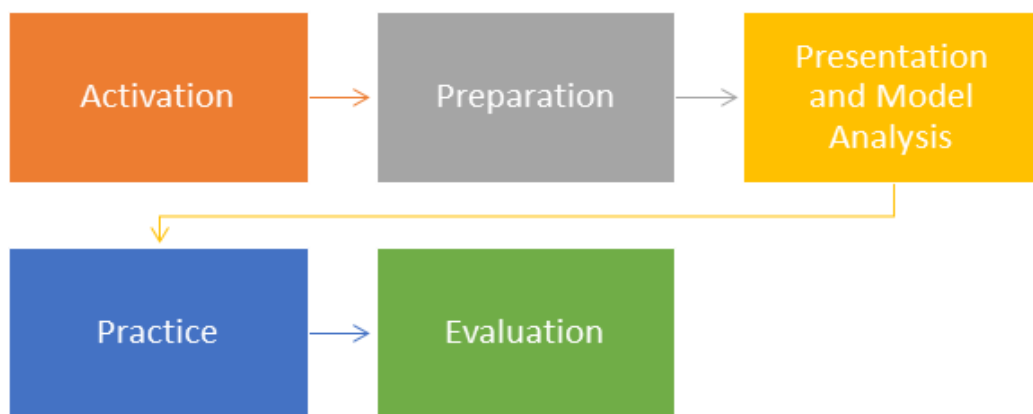 Activation
Preparation
Presentation
and Model
Analysis
Practice
Evaluation